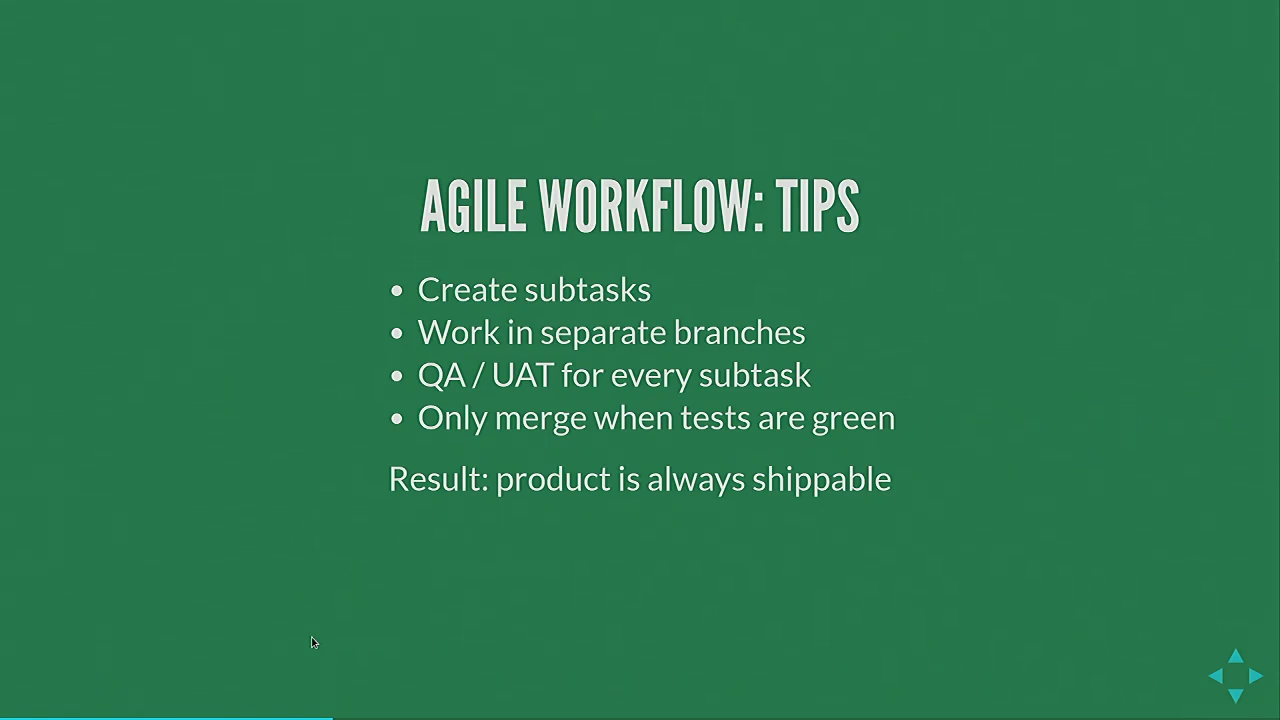 AGILE WORKFLOW: TIPS
• Create subtasks
• Work in separate branches
• QA / UAT for every subtask
• Only merge when tests are green
Result: product is always shippable